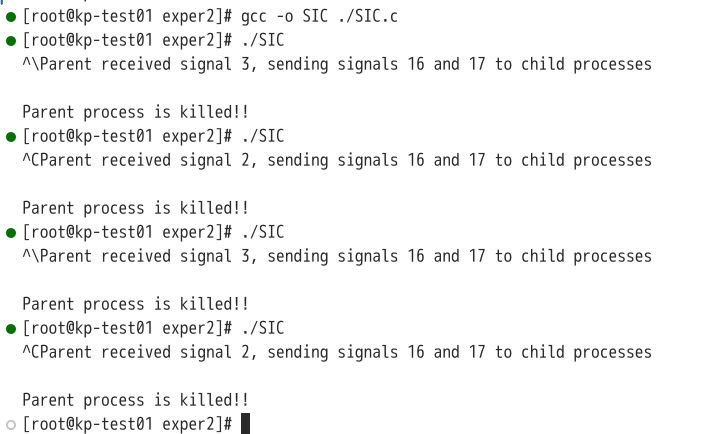 [root@kp-test01 exper2]# gcc -o SIC ./SIC.c
[root@kp-test01 exper2]# ./SIC
^\Parent received signal 3, sending signals 16 and 17 to child processes
Parent process is killed!!
[root@kp-test01 exper2]# ./SIC
^CParent received signal 2, sending signals 16 and 17 to child processes
Parent process is killed!!
[root@kp-test01 exper2]# ./SIC
^\Parent received signal 3, sending signals 16 and 17 to child processes
Parent process is killed!!
[root@kp-test01 exper2]# ./SIC
^CParent received signal 2, sending signals 16 and 17 to child processes
Parent process is killed!!
[root@kp-test01 exper2]#